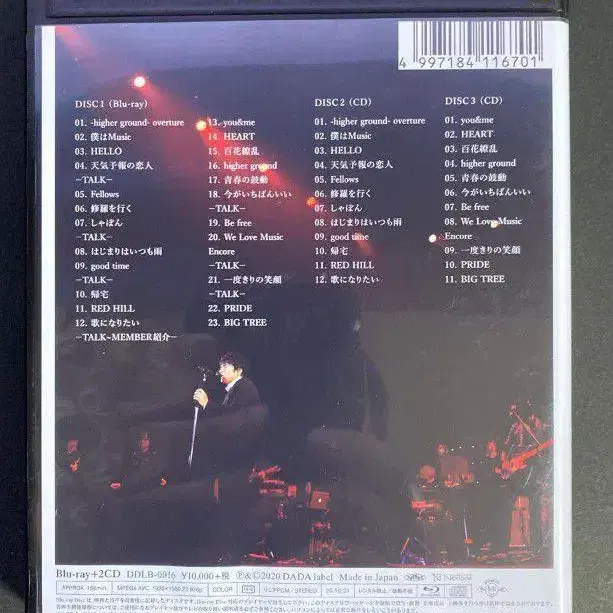 4 997184 116701
DISC 1 (Blu-ray)
01. -higher ground- overture
02. 僕はMusic
03. HELLO
04. 天気予報の恋人
−TALK−
05. Fellows
06. 修羅を行く
07. しゃぼん
−TALK−
08. はじまりはいつも雨
09. good time
−TALK−
10. 帰宅
11. RED HILL
12. 歌になりたい
−TALK~MEMBER紹介−
13. you&me
14. HEART
15. 百花繚乱
16. higher ground
17. 青春の鼓動
18. 今がいちばんいい
−TALK−
19. Be free
20. We Love Music
Encore
−TALK−
21. 一度きりの笑顔
−TALK−
22. PRIDE
23. BIG TREE
DISC 2 (CD)
01. -higher ground- overture
02. 僕はMusic
03. HELLO
04. 天気予報の恋人
05. Fellows
06. 修羅を行く
07. しゃぼん
08. はじまりはいつも雨
09. good time
10. 帰宅
11. RED HILL
12. 歌になりたい
DISC 3 (CD)
01. you&me
02. HEART
03. 百花繚乱
04. higher ground
05. 青春の鼓動
06. 今がいちばんいい
07. Be free
08. We Love Music
Encore
09. 一度きりの笑顔
10. PRIDE
11. BIG TREE
Blu-ray+2CD DDLB-0016 ¥10,000+税 ℗&©2020 DADA label Made in Japan
COLOR